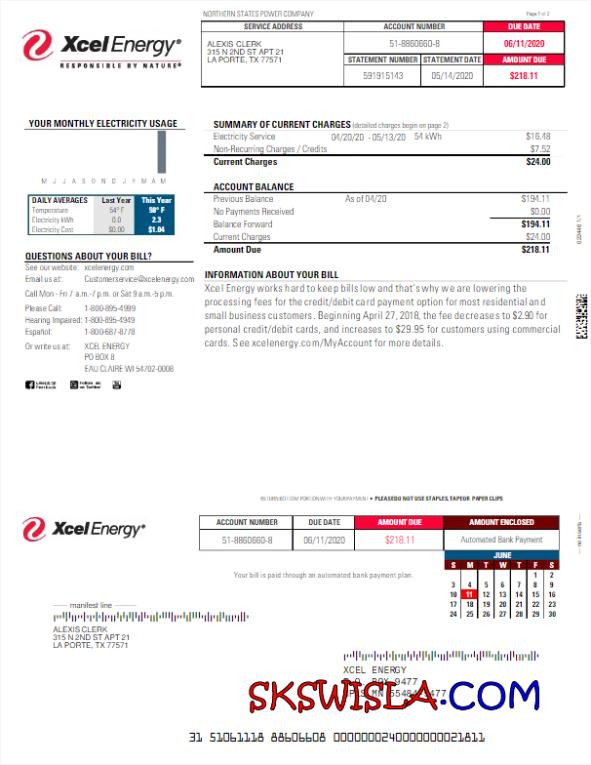 NORTHERN STATES POWER COMPANY
Page 1 of 2
Xcel Energy®
RESPONSIBLE BY NATURE®
SERVICE ADDRESS
ACCOUNT NUMBER
DUE DATE
ALEXIS CLERK
315 N 2ND ST APT 21
LA PORTE, TX 77571
51-8860660-8
06/11/2020
STATEMENT NUMBER
STATEMENT DATE
AMOUNT DUE
591915143
05/14/2020
$218.11
YOUR MONTHLY ELECTRICITY USAGE
M J J A S O N D J F M A M
DAILY AVERAGES Last Year This Year
Temperature 54° F 98° F
Electricity kWh 0.0 2.3
Electricity Cost $0.00 $1.04
QUESTIONS ABOUT YOUR BILL?
See our website: xcelenergy.com
Email us at: Customerservice@xcelenergy.com
Call Mon - Fri 7 a.m.-7 p.m. or Sat 9 a.m.-5 p.m.
Please Call: 1-800-895-4999
Hearing Impaired: 1-800-895-4949
Español: 1-800-687-8778
Or write us at: XCEL ENERGY
PO BOX 8
EAU CLAIRE WI 54702-0008
SUMMARY OF CURRENT CHARGES (detailed charges begin on page 2)
Electricity Service 04/20/20 - 05/13/20 54 kWh $16.48
Non-Recurring Charges / Credits $7.52
Current Charges $24.00
ACCOUNT BALANCE
Previous Balance As of 04/20 $194.11
No Payments Received $0.00
Balance Forward $194.11
Current Charges $24.00
Amount Due $218.11
INFORMATION ABOUT YOUR BILL
Xcel Energy works hard to keep bills low and that's why we are lowering the
processing fees for the credit/debit card payment option for most residential and
small business customers. Beginning April 27, 2018, the fee decreases to $2.90 for
personal credit/debit cards, and increases to $29.95 for customers using commercial
cards. See xcelenergy.com/MyAccount for more details.
RETURN BOTTOM PORTION WITH YOUR PAYMENT • PLEASE DO NOT USE STAPLES, TAPE OR PAPER CLIPS
Xcel Energy®
ACCOUNT NUMBER
DUE DATE
AMOUNT DUE
AMOUNT ENCLOSED
51-8860660-8
06/11/2020
$218.11
Automated Bank Payment
Your bill is paid through an automated bank payment plan.
JUNE
S M T W T F S
1 2
3 4 5 6 7 8 9
10 11 12 13 14 15 16
17 18 19 20 21 22 23
24 25 26 27 28 29 30
manifest line
ALEXIS CLERK
315 N 2ND ST APT 21
LA PORTE, TX 77571
XCEL ENERGY
BOX 9477
SKSWISLA.COM
31 51061118 88606608 0000000240000000021811